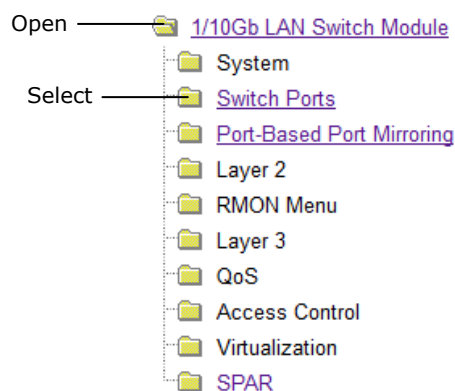 Open 1/10Gb LAN Switch Module
System
Select Switch Ports
Port-Based Port Mirroring
Layer 2
RMON Menu
Layer 3
QoS
Access Control
Virtualization
SPAR